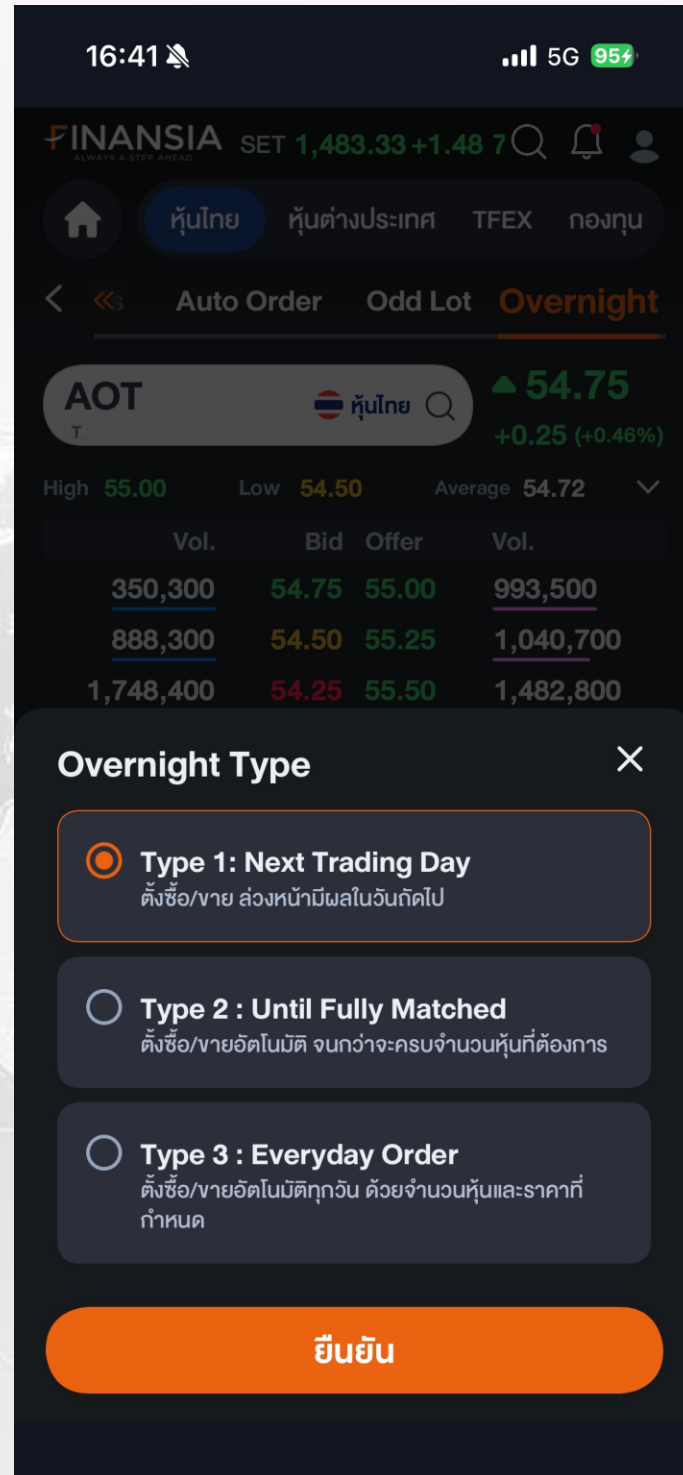 16:41
5G 95
FINANSIA SET 1,483.33 +1.48 7
ALWAYS A STEP AHEAD
หุ้นไทย หุ้นต่างประเทศ TFEX กองทุน
s Auto Order Odd Lot Overnight
AOT หุ้นไทย 54.75
T +0.25 (+0.46%)
High 55.00 Low 54.50 Average 54.72
Vol. Bid Offer Vol.
350,300 54.75 55.00 993,500
888,300 54.50 55.25 1,040,700
1,748,400 54.25 55.50 1,482,800
Overnight Type
Type 1: Next Trading Day
ตั้งซื้อ/ขาย ล่วงหน้ามีผลในวันถัดไป
Type 2 : Until Fully Matched
ตั้งซื้อ/ขายอัตโนมัติ จนกว่าจะครบจำนวนหุ้นที่ต้องการ
Type 3 : Everyday Order
ตั้งซื้อ/ขายอัตโนมัติทุกวัน ด้วยจำนวนหุ้นและราคาที่
กำหนด
ยืนยัน